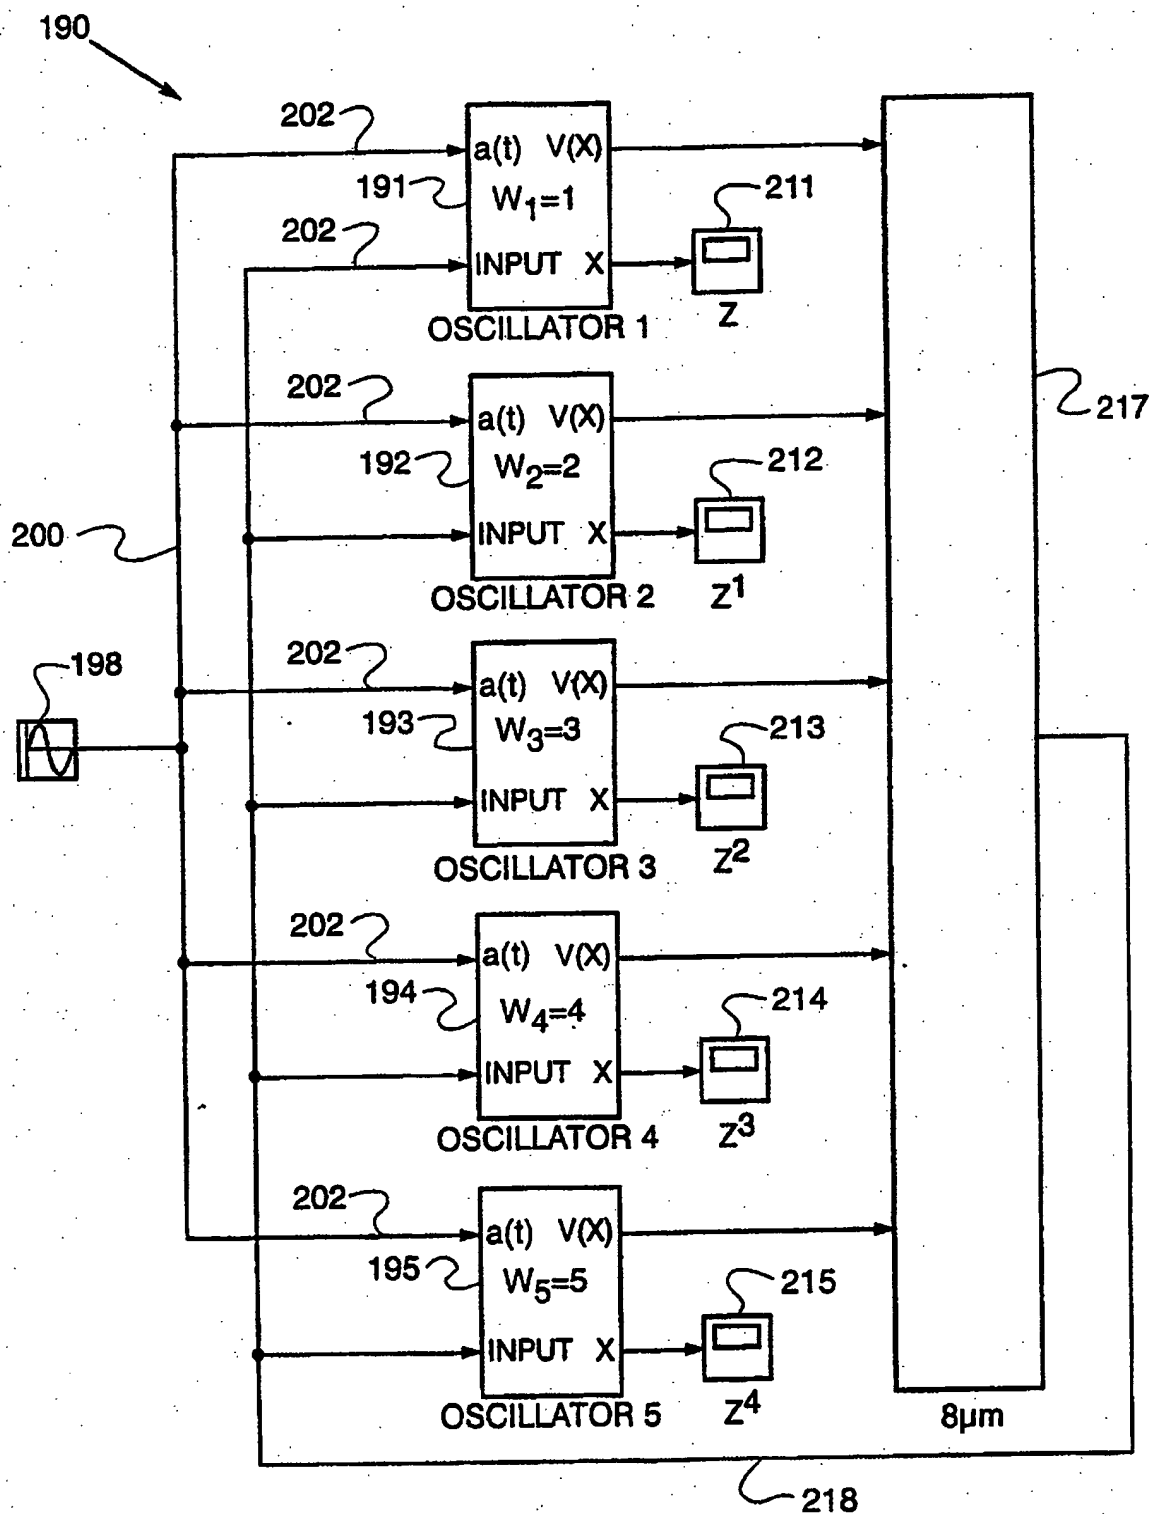 190
202
a(t) V(X)
191
W1=1
211
202
INPUT X
Z
OSCILLATOR 1
217
202
a(t) V(X)
192
W2=2
212
200
INPUT X
OSCILLATOR 2
Z1
202
198
a(t) V(X)
193
W3=3
213
INPUT X
OSCILLATOR 3
Z2
202
a(t) V(X)
194
W4=4
214
INPUT X
OSCILLATOR 4
Z3
202
a(t) V(X)
195
W5=5
215
INPUT X
OSCILLATOR 5
Z4
8µm
218